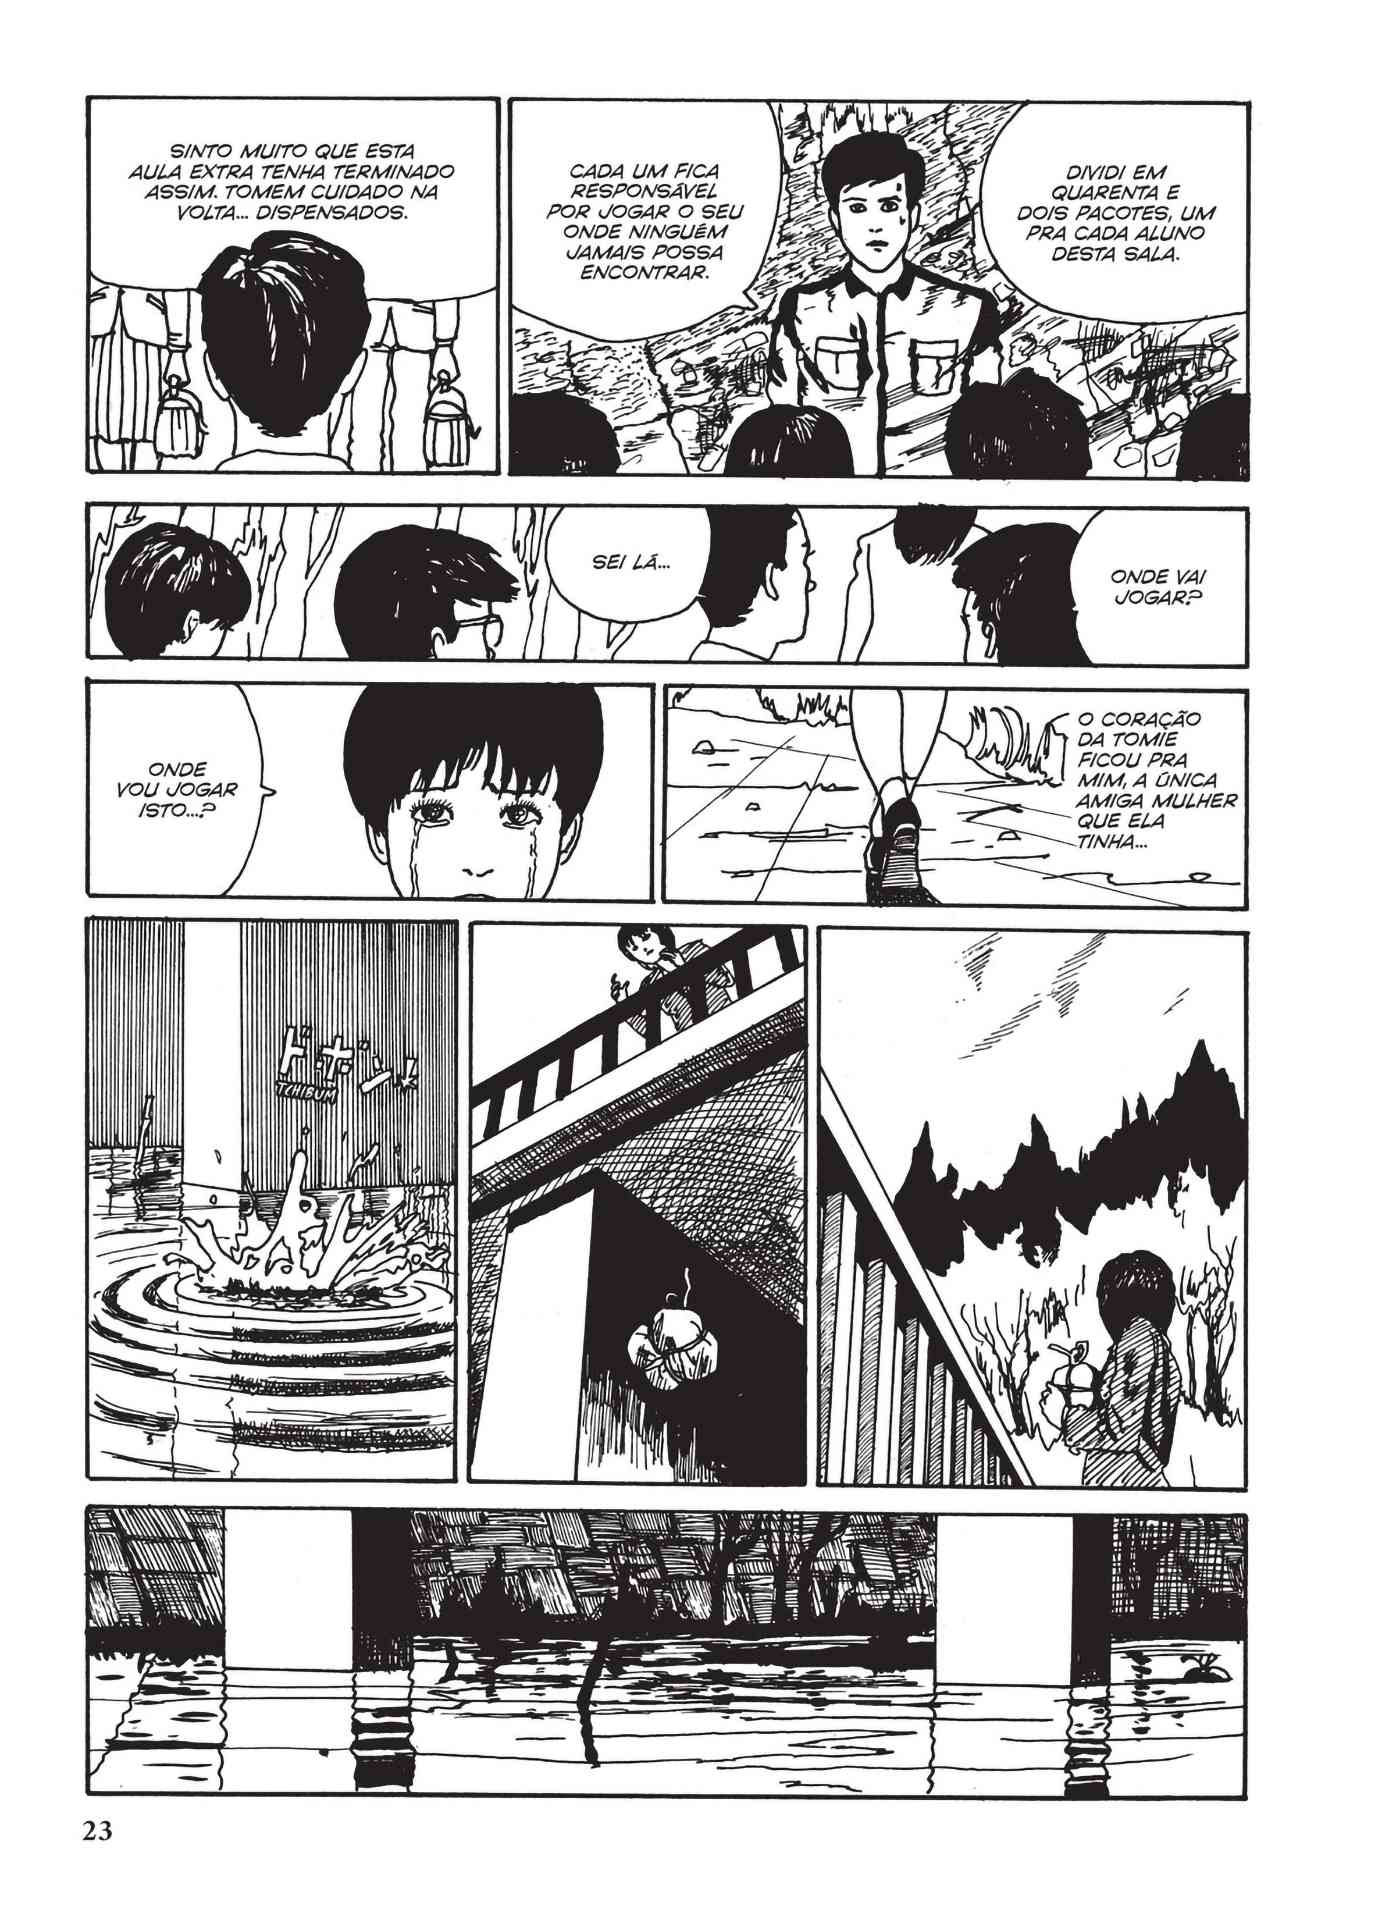 DIVIDI EM
QUARENTA E
DOIS PACOTES, UM
PRA CADA ALUNO
DESTA SALA.
CADA UM FICA
RESPONSÁVEL
POR JOGAR O SEU
ONDE NINGUÉM
JAMAIS POSSA
ENCONTRAR.
SINTO MUITO QUE ESTA
AULA EXTRA TENHA TERMINADO
ASSIM. TOMEM CUIDADO NA
VOLTA... DISPENSADOS.
ONDE VAI
JOGAR?
SEI LÁ...
O CORAÇÃO
DA TOMIE
FICOU PRA
MIM, A ÚNICA
AMIGA MULHER
QUE ELA
TINHA...
ONDE
VOU JOGAR
ISTO...?
ドボン
TCHIBUM
23